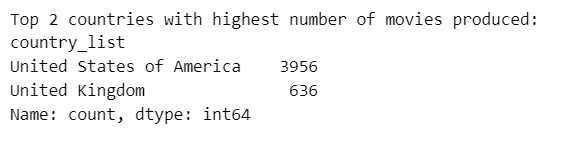 Top 2 countries with highest number of movies produced:
country_list
United States of America    3956
United Kingdom               636
Name: count, dtype: int64